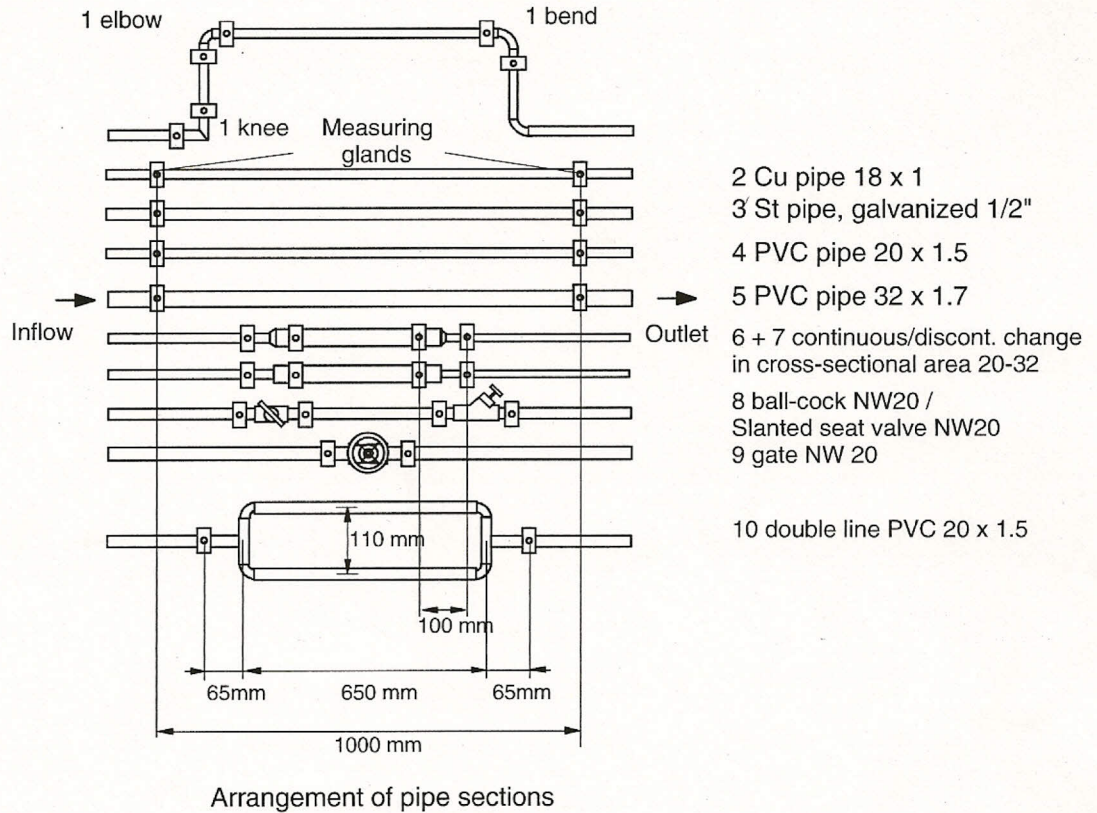 1 elbow
1 bend
1 knee
Measuring
glands
2 Cu pipe 18 x 1
3 St pipe, galvanized 1/2"
4 PVC pipe 20 x 1.5
5 PVC pipe 32 x 1.7
Inflow
Outlet
6 + 7 continuous/discont. change
in cross-sectional area 20-32
8 ball-cock NW20 /
Slanted seat valve NW20
9 gate NW 20
10 double line PVC 20 x 1.5
110 mm
100 mm
65mm
650 mm
65mm
1000 mm
Arrangement of pipe sections